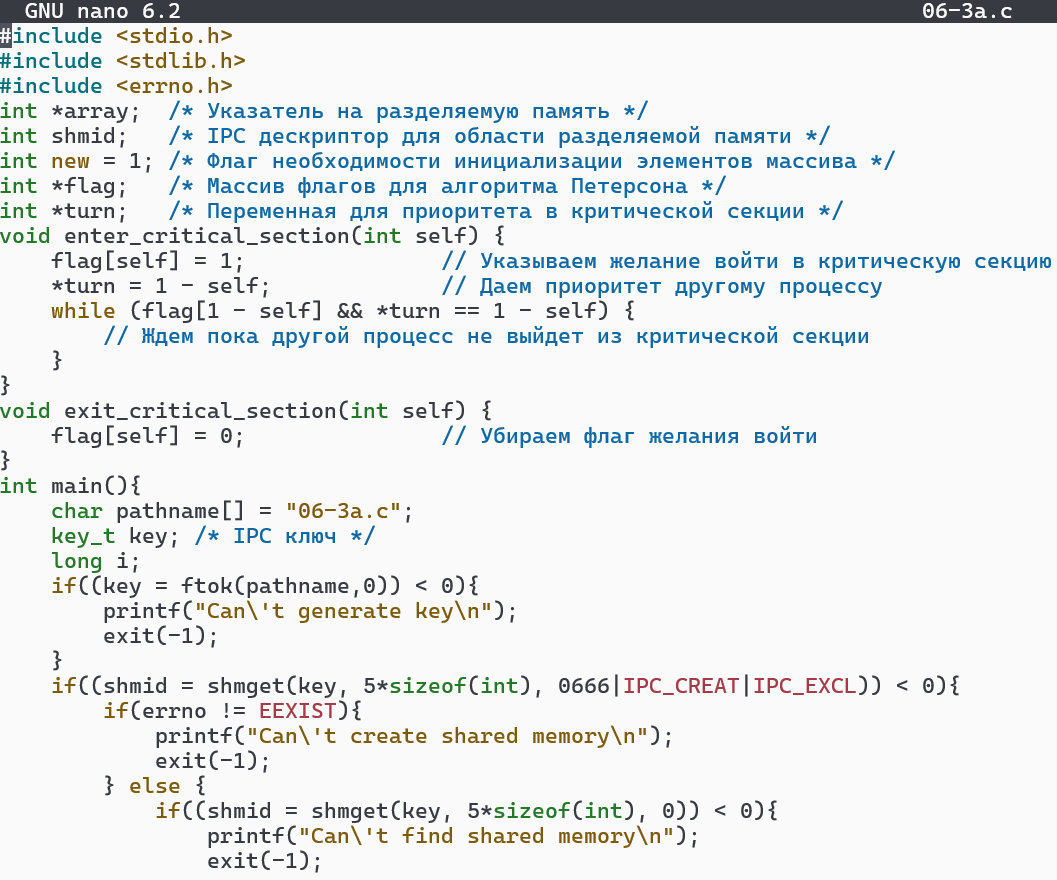 GNU nano 6.2 06-3a.c
#include <stdio.h>
#include <stdlib.h>
#include <errno.h>
int *array;  /* Указатель на разделяемую память */
int shmid;   /* IPC дескриптор для области разделяемой памяти */
int new = 1; /* Флаг необходимости инициализации элементов массива */
int *flag;   /* Массив флагов для алгоритма Петерсона */
int *turn;   /* Переменная для приоритета в критической секции */
void enter_critical_section(int self) {
    flag[self] = 1;               // Указываем желание войти в критическую секцию
    *turn = 1 - self;             // Даем приоритет другому процессу
    while (flag[1 - self] && *turn == 1 - self) {
        // Ждем пока другой процесс не выйдет из критической секции
    }
}
void exit_critical_section(int self) {
    flag[self] = 0;               // Убираем флаг желания войти
}
int main(){
    char pathname[] = "06-3a.c";
    key_t key; /* IPC ключ */
    long i;
    if((key = ftok(pathname,0)) < 0){
        printf("Can\'t generate key\n");
        exit(-1);
    }
    if((shmid = shmget(key, 5*sizeof(int), 0666|IPC_CREAT|IPC_EXCL)) < 0){
        if(errno != EEXIST){
            printf("Can\'t create shared memory\n");
            exit(-1);
        } else {
            if((shmid = shmget(key, 5*sizeof(int), 0)) < 0){
                printf("Can\'t find shared memory\n");
                exit(-1);